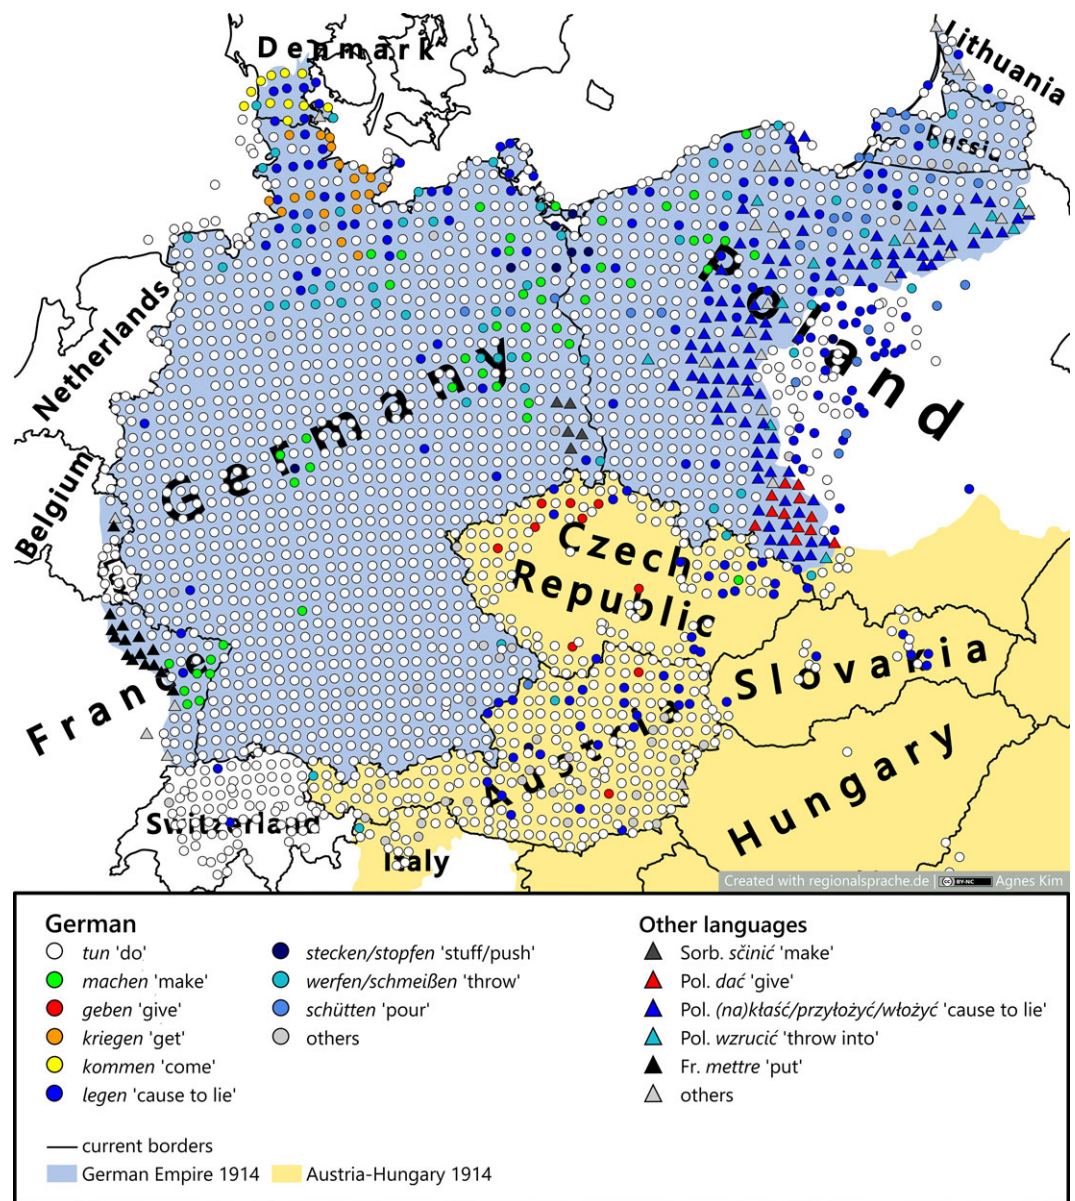 Denmark
Lithuania
Russia
Netherlands
Poland
Germany
Belgium
Czech
Republic
Slovakia
France
Austria
Hungary
Switzerland
Italy
Created with regionalsprache.de | BY-NC Agnes Kim
German
tun 'do'
machen 'make'
geben 'give'
kriegen 'get'
kommen 'come'
legen 'cause to lie'
stecken/stopfen 'stuff/push'
werfen/schmeißen 'throw'
schütten 'pour'
others
Other languages
Sorb. sčinić 'make'
Pol. dać 'give'
Pol. (na)kłaść/przyłożyć/włożyć 'cause to lie'
Pol. wzrucić 'throw into'
Fr. mettre 'put'
others
current borders
German Empire 1914
Austria-Hungary 1914